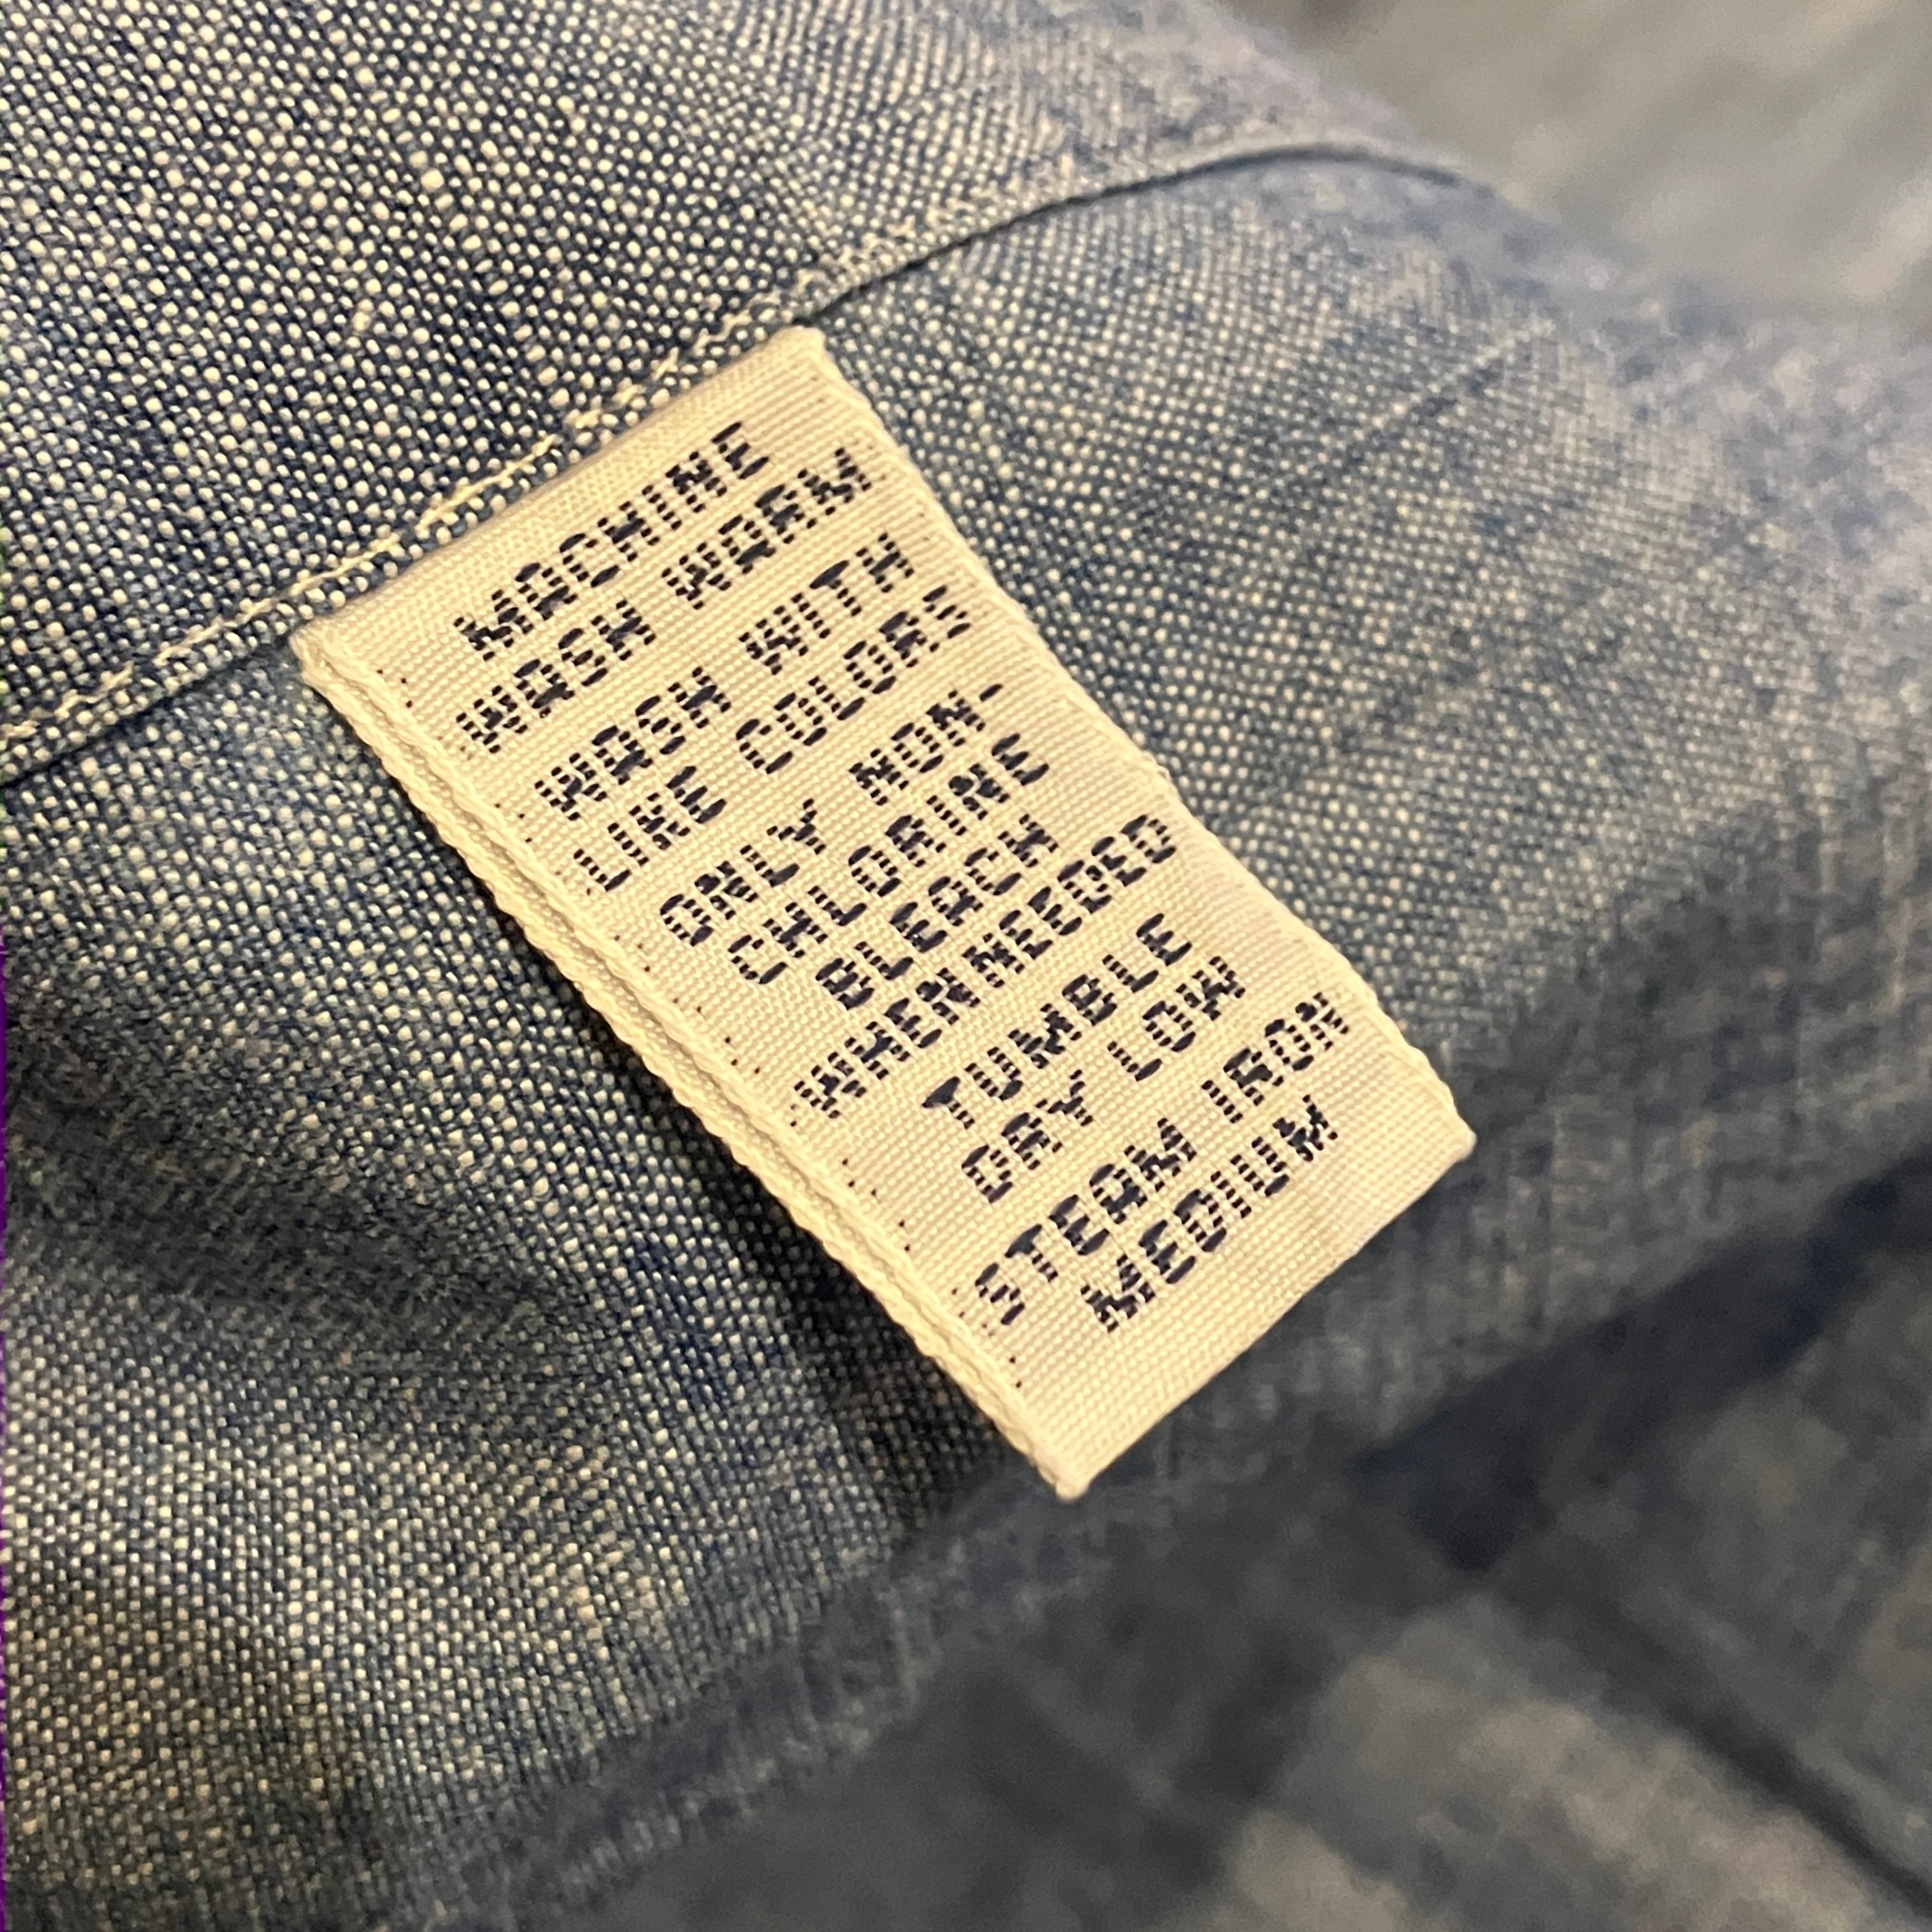 MACHINE
WASH WARM
WASH WITH
LIKE COLORS
ONLY NON-
CHLORINE
BLEACH
WHEN NEEDED
TUMBLE
DRY LOW
STEAM IRON
MEDIUM